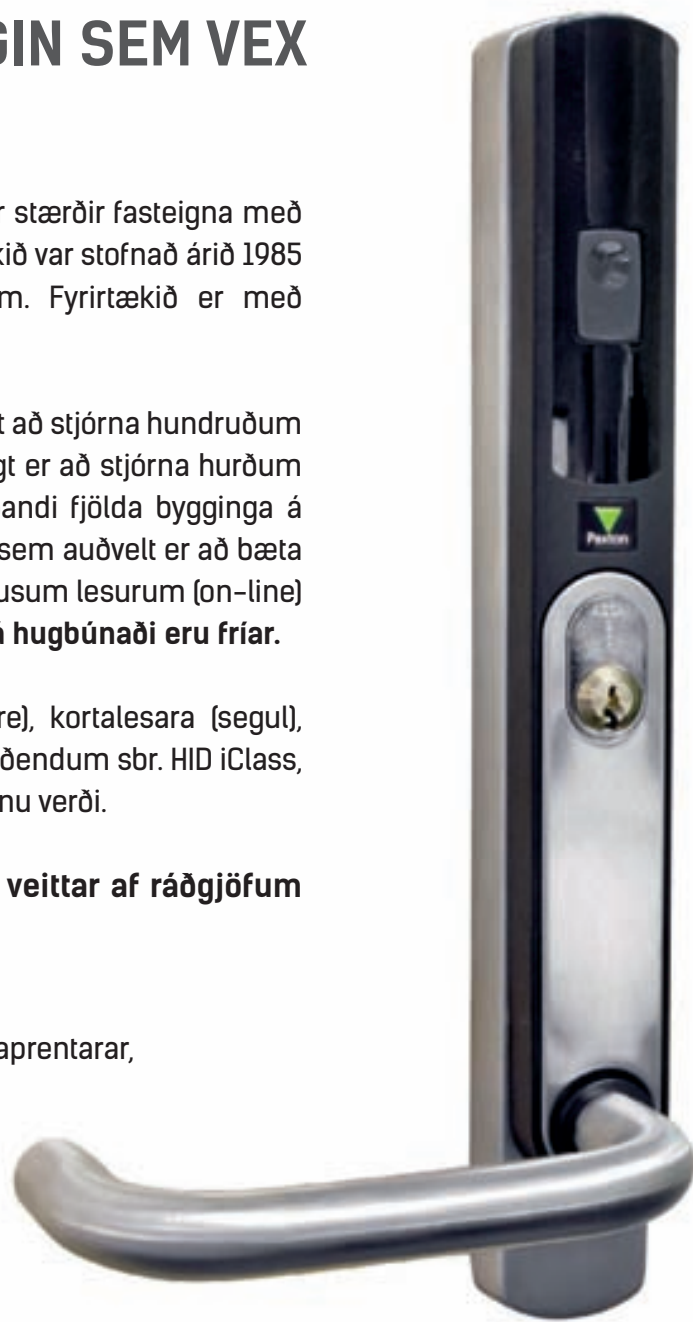 GIN SEM VEX
r stærðir fasteigna með
kið var stofnað árið 1985
m. Fyrirtækið er með
t að stjórna hundruðum
gt er að stjórna hurðum
andi fjölda bygginga á
sem auðvelt er að bæta
usum lesurum (on-line)
á hugbúnaði eru fríar.
re), kortalesara (segul),
ðendum sbr. HID iClass,
nu verði.
veittar af ráðgjöfum
aprentarar,
Paxton